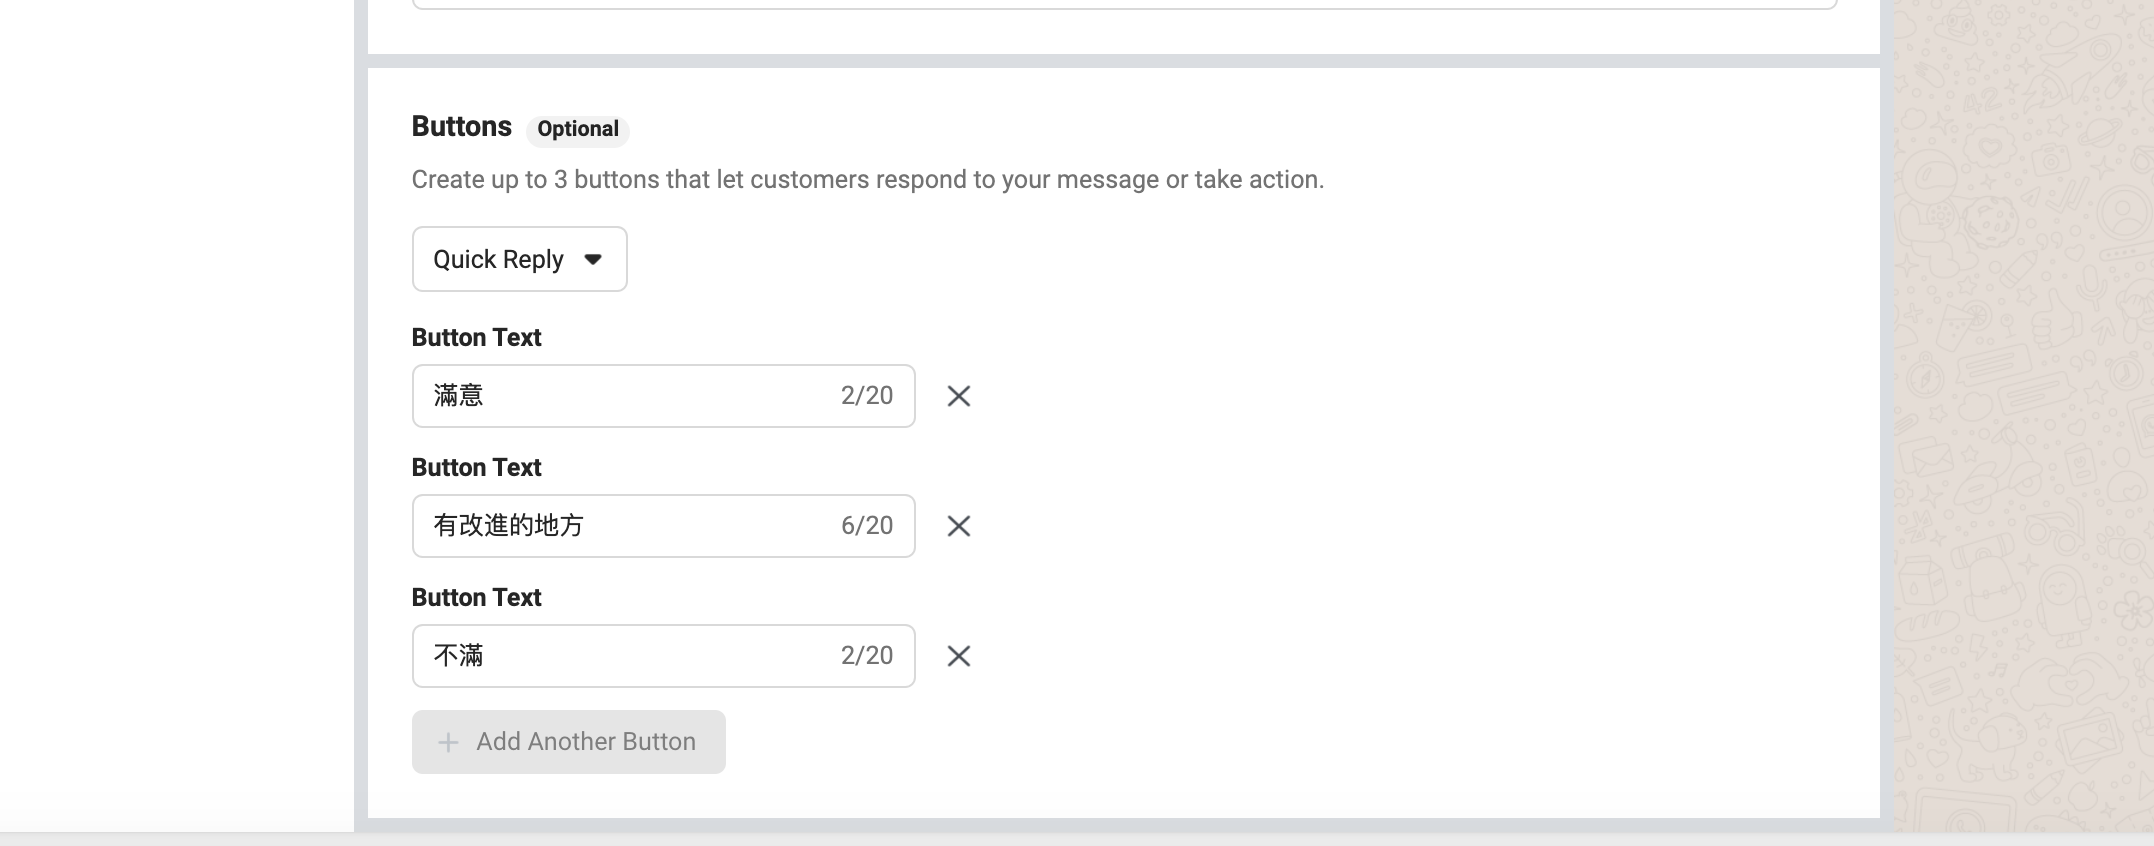 Buttons Optional
Create up to 3 buttons that let customers respond to your message or take action.
Quick Reply
Button Text
滿意 2/20
Button Text
有改進的地方 6/20
Button Text
不滿 2/20
Add Another Button